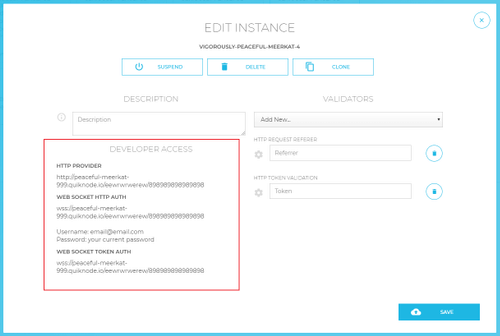 EDIT INSTANCE
VIGOROUSLY-PEACEFUL-MEERKAT-4
SUSPEND
DELETE
CLONE
DESCRIPTION
Description
DEVELOPER ACCESS
HTTP PROVIDER
http://peaceful-meerkat-
999.quiknode.io/eewrwrwerew/898989898989898
WEB SOCKET HTTP AUTH
wss://peaceful-meerkat-
999.quiknode.io/eewrwrwerew/898989898989898
Username: email@email.com
Password: your current password
WEB SOCKET TOKEN AUTH
wss://peaceful-meerkat-
999.quiknode.io/eewrwrwerew/898989898989898
VALIDATORS
Add New...
HTTP REQUEST REFERER
Referrer
HTTP TOKEN VALIDATION
Token
SAVE